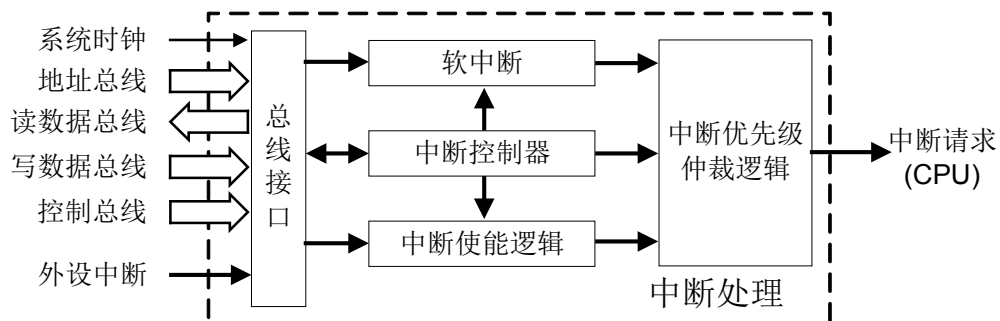 系统时钟
地址总线
读数据总线
写数据总线
控制总线
外设中断
总线接口
软中断
中断控制器
中断使能逻辑
中断优先级
仲裁逻辑
中断处理
中断请求
(CPU)